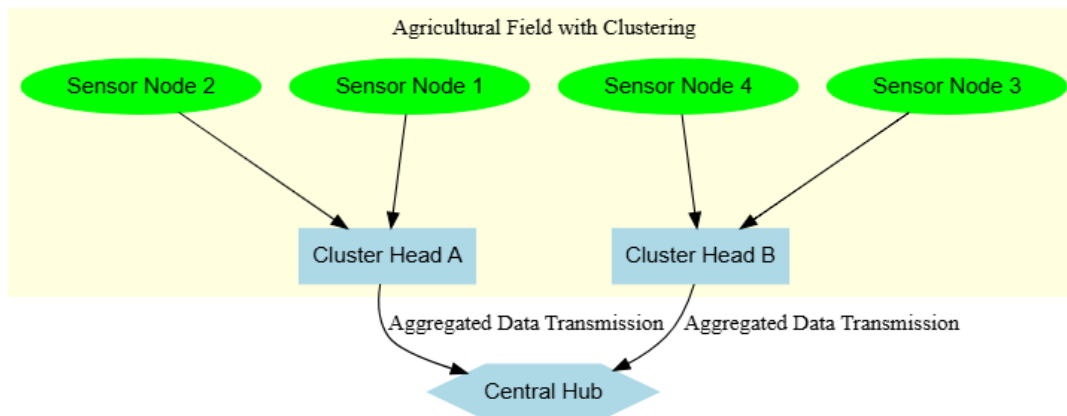 Agricultural Field with Clustering
Sensor Node 2
Sensor Node 1
Sensor Node 4
Sensor Node 3
Cluster Head A
Cluster Head B
Aggregated Data Transmission
Aggregated Data Transmission
Central Hub